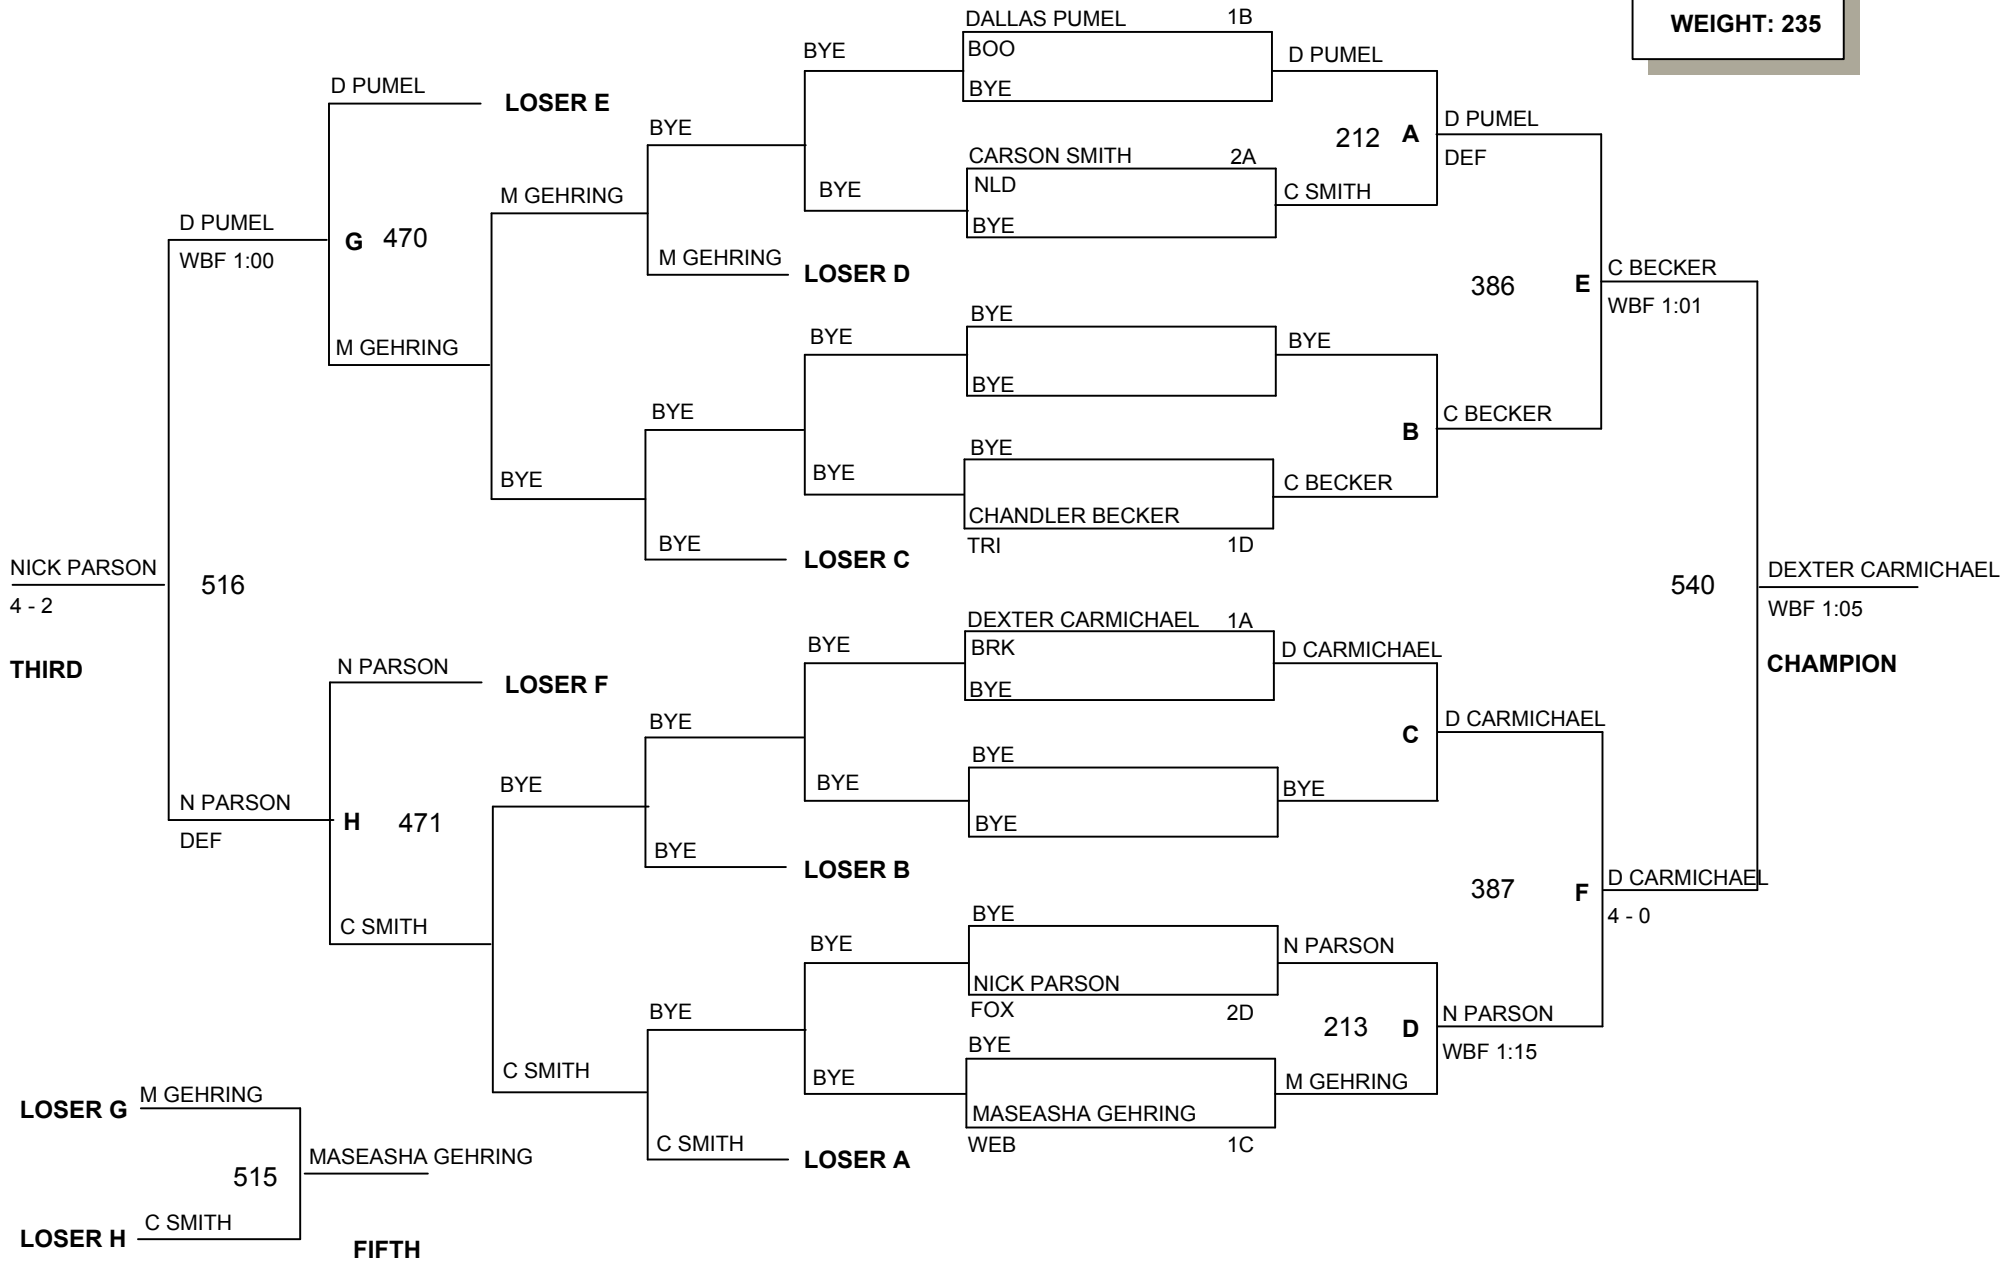 WEIGHT: 235
DALLAS PUMEL 1B
BOO
BYE
D PUMEL
BYE
CARSON SMITH 2A
NLD
BYE
C SMITH
BYE
212 A
D PUMEL
DEF
BYE
BYE
BYE
BYE
BYE
B
C BECKER
BYE
CHANDLER BECKER
TRI 1D
C BECKER
BYE
386 E
C BECKER
WBF 1:01
DEXTER CARMICHAEL 1A
BRK
BYE
D CARMICHAEL
BYE
BYE
BYE
BYE
BYE
C
D CARMICHAEL
BYE
NICK PARSON
FOX 2D
N PARSON
BYE
BYE
MASEASHA GEHRING
WEB 1C
M GEHRING
BYE
213 D
N PARSON
WBF 1:15
387 F
D CARMICHAEL
4 - 0
540
DEXTER CARMICHAEL
WBF 1:05
CHAMPION
BYE
M GEHRING
LOSER D
M GEHRING
BYE
BYE
LOSER C
BYE
D PUMEL
LOSER E
G 470
M GEHRING
D PUMEL
WBF 1:00
BYE
BYE
LOSER B
BYE
BYE
C SMITH
LOSER A
C SMITH
N PARSON
LOSER F
H 471
C SMITH
N PARSON
DEF
516
NICK PARSON
4 - 2
THIRD
LOSER G M GEHRING
515
MASEASHA GEHRING
LOSER H C SMITH
FIFTH